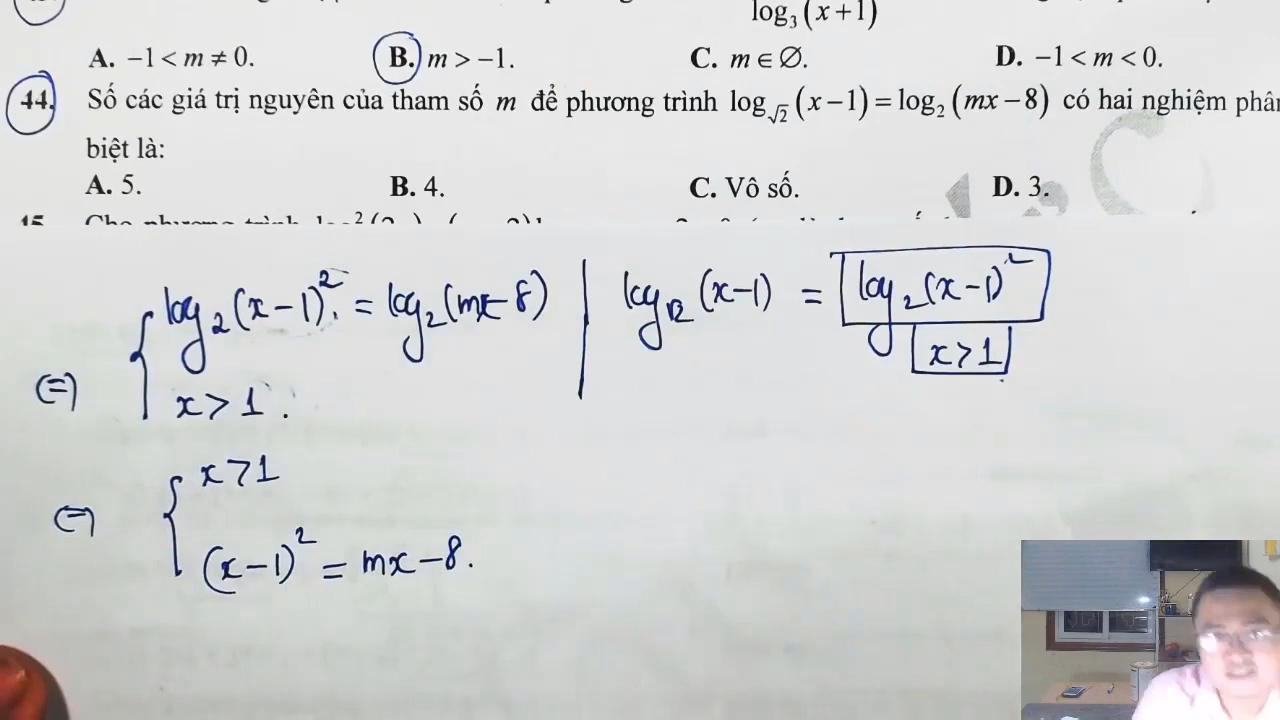 log₃(x+1)
A. −1 < m ≠ 0. B. m > −1. C. m ∈ ∅. D. −1 < m < 0.
44. Số các giá trị nguyên của tham số m để phương trình log_√2 (x−1) = log₂ (mx−8) có hai nghiệm phân
biệt là:
A. 5. B. 4. C. Vô số. D. 3.
log₂(x−1)² = log₂(mx−8) | log_√2 (x−1) = log₂(x−1)²
x>1
(=) x>1.
x>1
(=)
(x−1)² = mx−8.